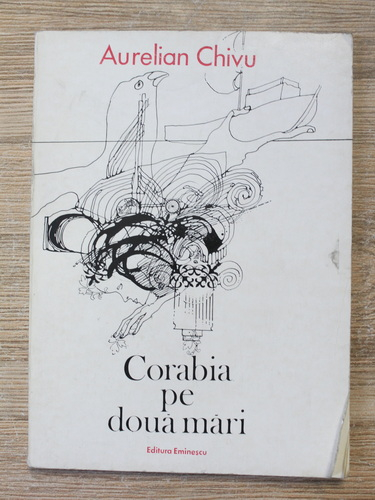 Aurelian Chivu
Corabia
pe
două mări
Editura Eminescu